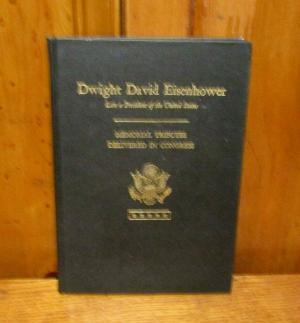 Dwight David Eisenhower
Late a President of the United States
MEMORIAL TRIBUTES
DELIVERED IN CONGRESS